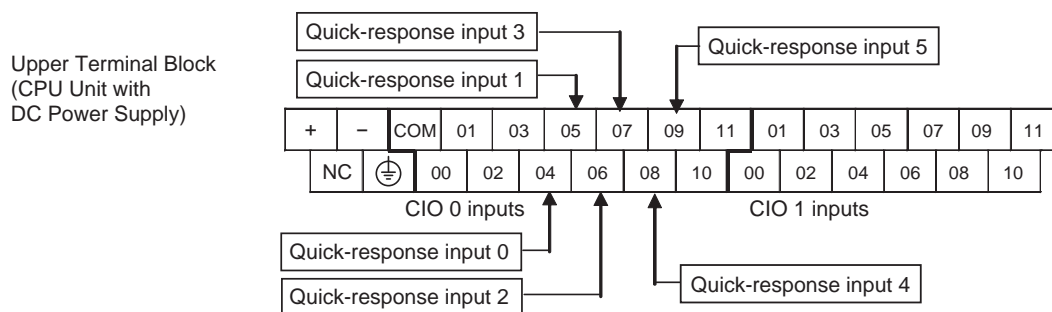 Quick-response input 3
Quick-response input 5
Upper Terminal Block
(CPU Unit with
DC Power Supply)
Quick-response input 1
+ − COM 01 03 05 07 09 11 01 03 05 07 09 11
NC 00 02 04 06 08 10 00 02 04 06 08 10
CIO 0 inputs CIO 1 inputs
Quick-response input 0
Quick-response input 4
Quick-response input 2